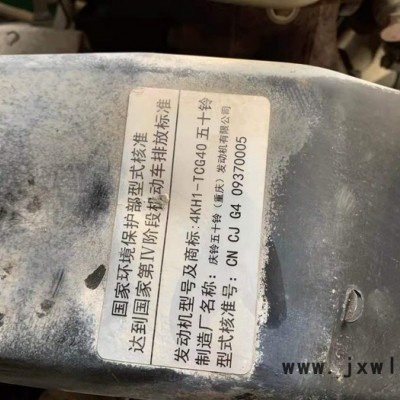 国家环境保护部型式核准
达到国家第Ⅳ阶段机动车排放标准
发动机型号及商标:4KH1-TCG40 五十铃
制造厂名称: 庆铃五十铃（重庆）发动机有限公司
型式核准号: CN CJ G4 09370005
www.jxwl